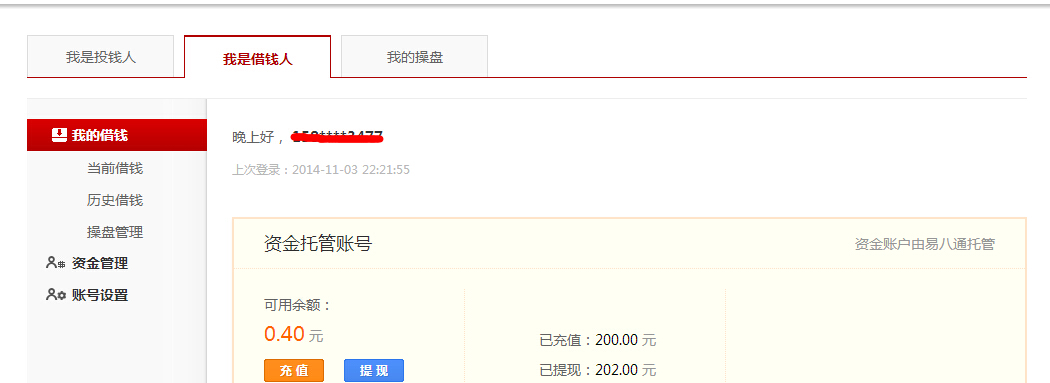 我是投钱人
我是借钱人
我的操盘
我的借钱
当前借钱
历史借钱
操盘管理
资金管理
账号设置
晚上好，
上次登录：2014-11-03 22:21:55
资金托管账号
资金账户由易八通托管
可用余额：
0.40 元
充 值 提 现
已充值：200.00 元
已提现：202.00 元